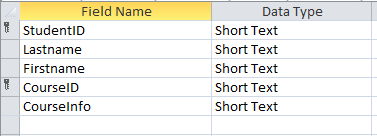 Field Name Data Type
StudentID Short Text
Lastname Short Text
Firstname Short Text
CourseID Short Text
CourseInfo Short Text